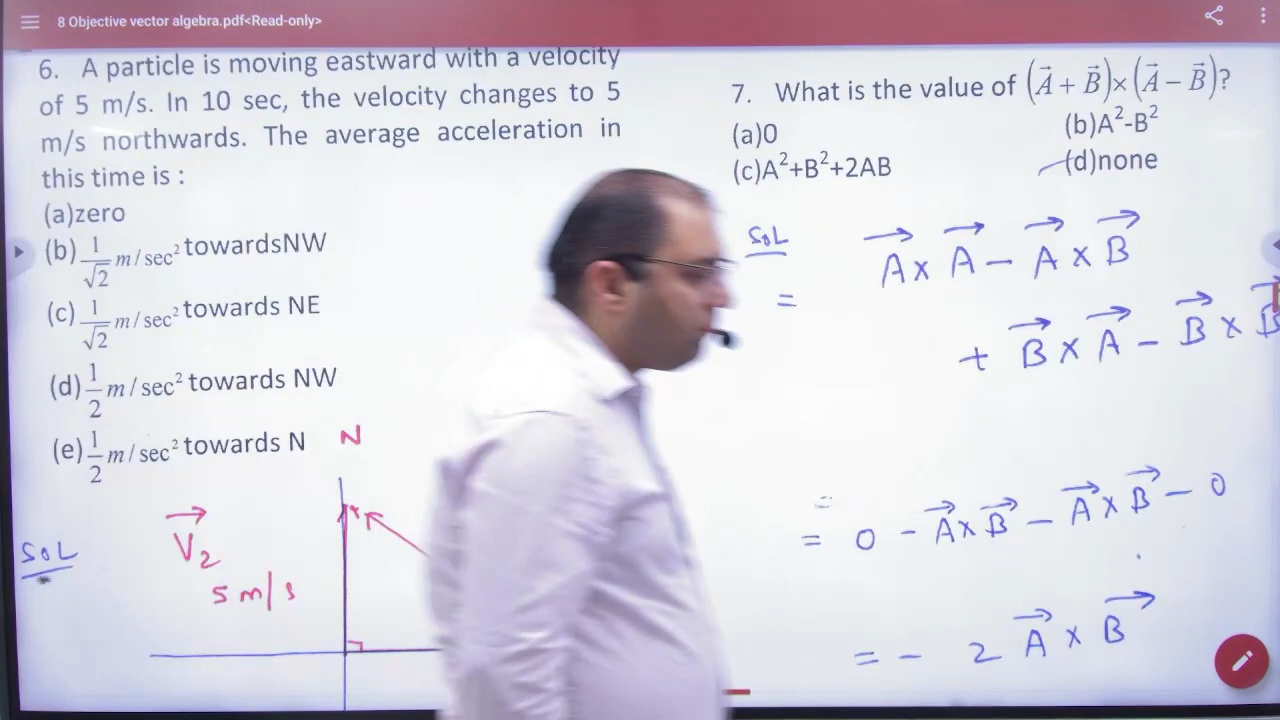 8 Objective vector algebra.pdf<Read-only>
6. A particle is moving eastward with a velocity
of 5 m/s. In 10 sec, the velocity changes to 5
m/s northwards. The average acceleration in
this time is :
(a)zero
(b) 1/√2 m/sec² towardsNW
(c) 1/√2 m/sec² towards NE
(d) 1/2 m/sec² towards NW
(e) 1/2 m/sec² towards N
N
SOL
V⃗2
5 m/s
7. What is the value of (A⃗ + B⃗)×(A⃗ − B⃗)?
(a)0
(b)A²-B²
(c)A²+B²+2AB
(d)none
SOL
= A⃗ × A⃗ − A⃗ × B⃗
+ B⃗ × A⃗ − B⃗ × B⃗
= 0 − A⃗ × B⃗ − A⃗ × B⃗ − 0
= − 2 A⃗ × B⃗